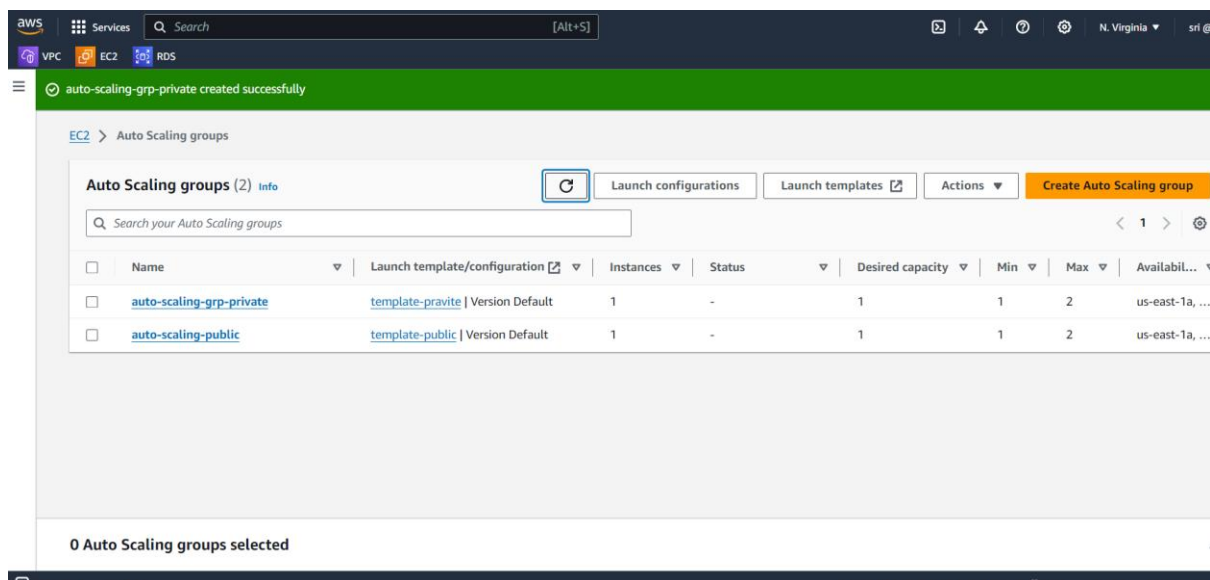 aws Services Search [Alt+S] N. Virginia ▼ sri @
VPC EC2 RDS
auto-scaling-grp-private created successfully
EC2 > Auto Scaling groups
Auto Scaling groups (2) Info Launch configurations Launch templates Actions ▼ Create Auto Scaling group
Search your Auto Scaling groups < 1 >
Name Launch template/configuration Instances Status Desired capacity Min Max Availabil...
auto-scaling-grp-private template-pravite | Version Default 1 - 1 1 2 us-east-1a, ...
auto-scaling-public template-public | Version Default 1 - 1 1 2 us-east-1a, ...
0 Auto Scaling groups selected